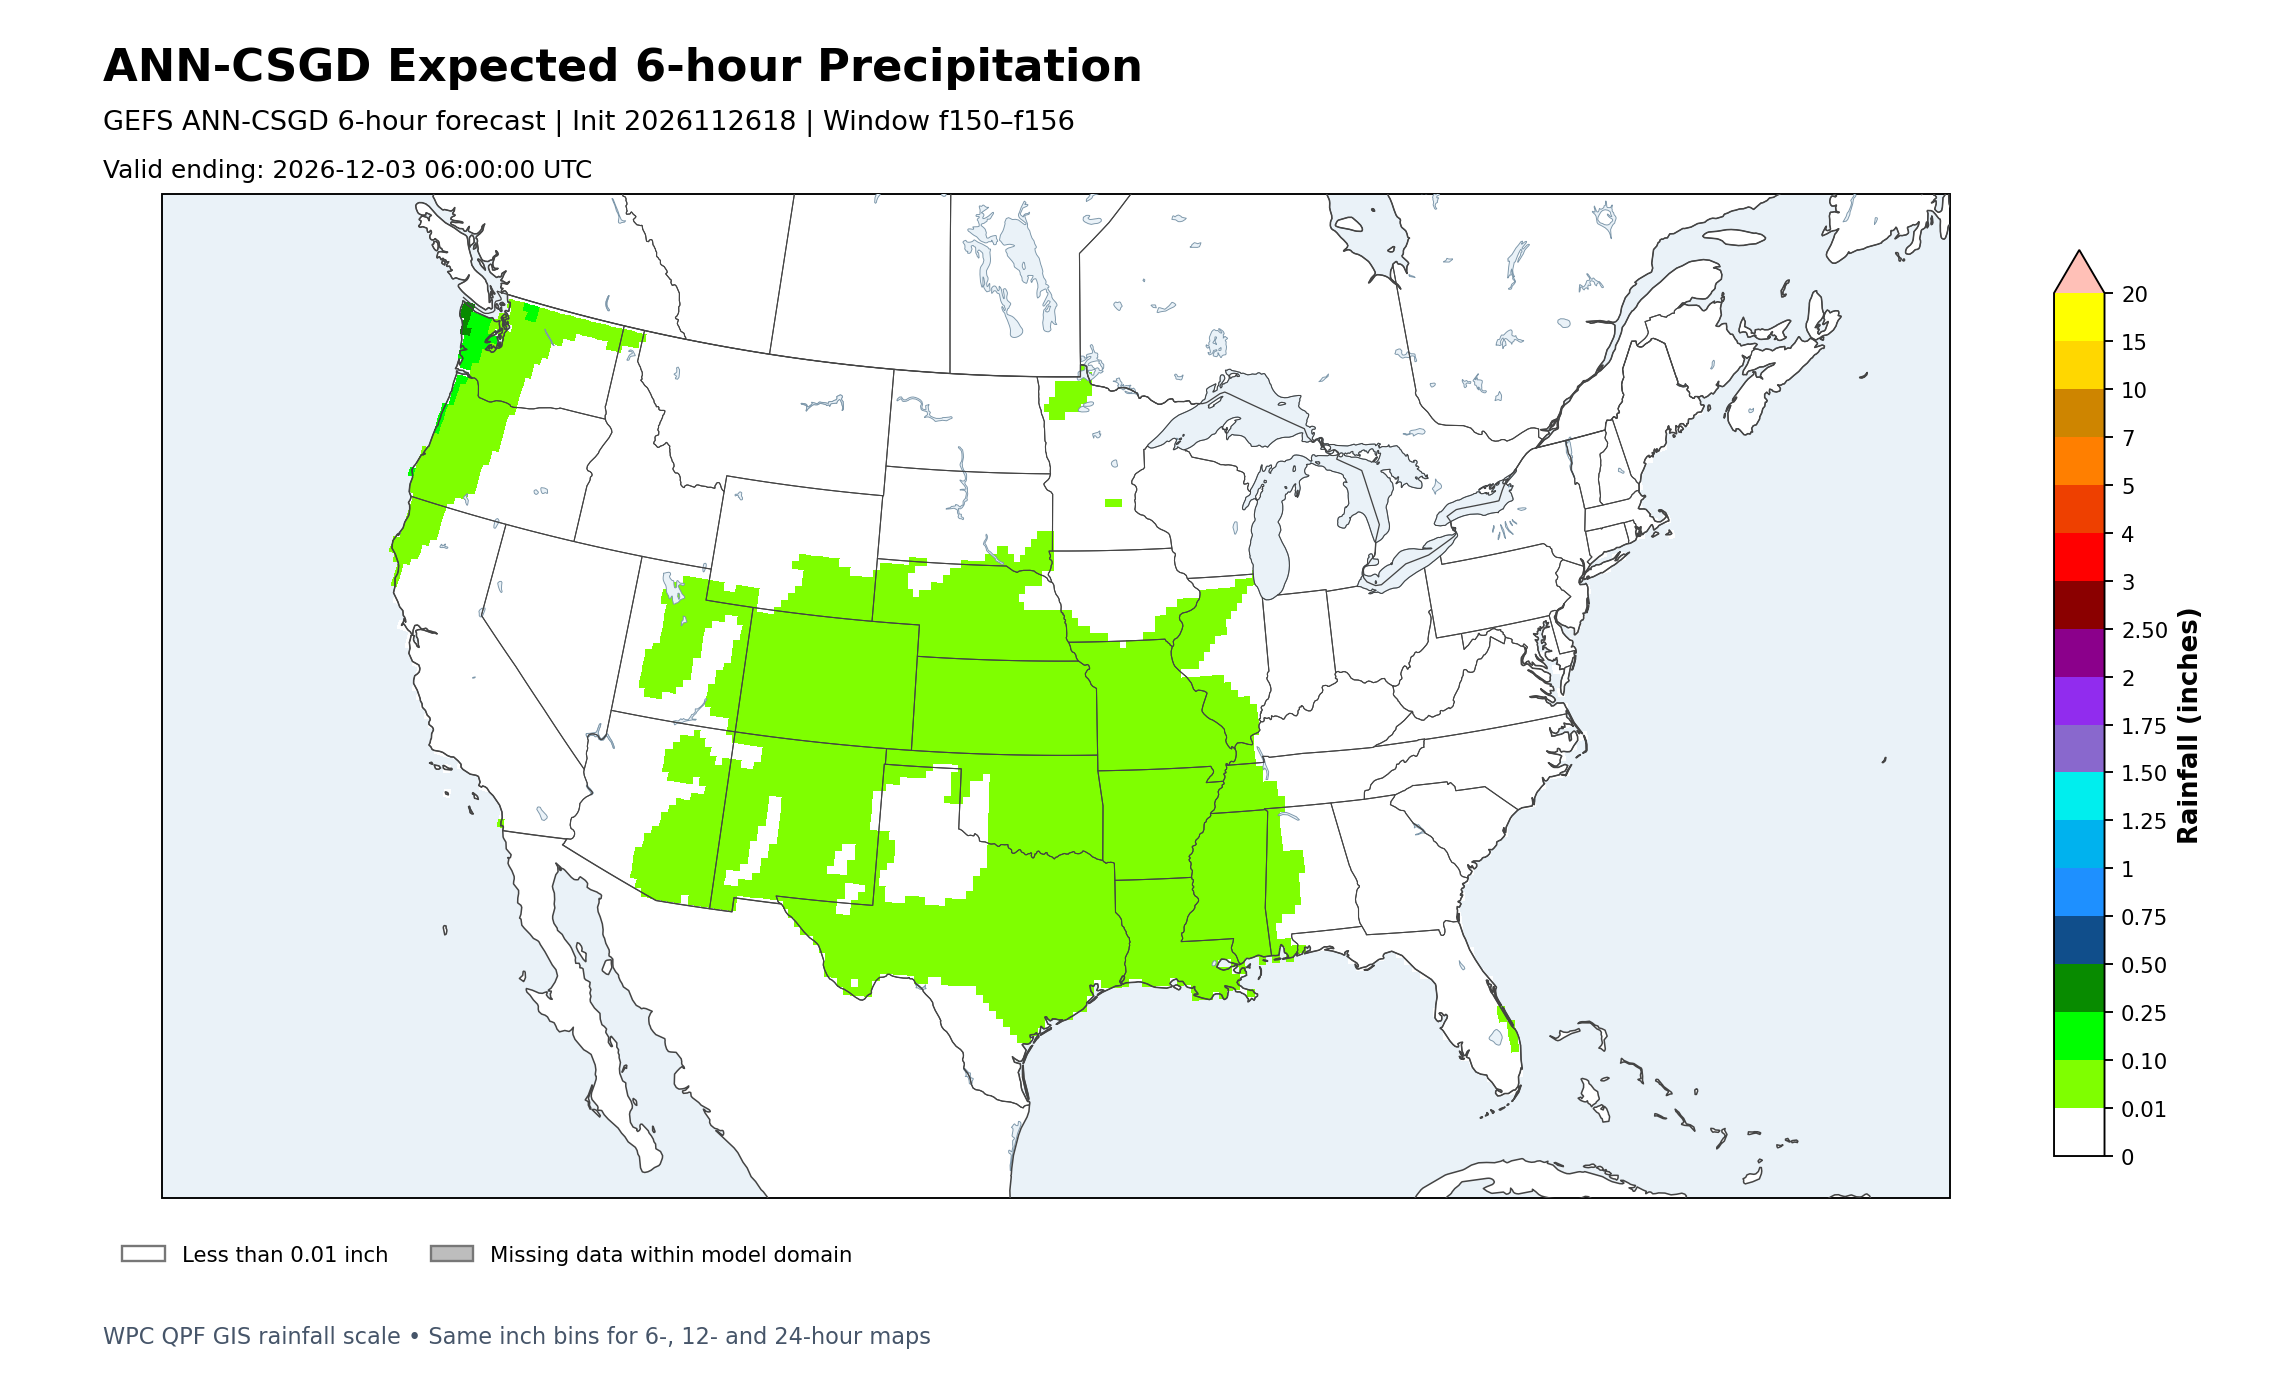 ANN-CSGD Expected 6-hour Precipitation
GEFS ANN-CSGD 6-hour forecast | Init 2026112618 | Window f150–f156
Valid ending: 2026-12-03 06:00:00 UTC
20
15
10
7
5
4
3
2.50
2
1.75
1.50
1.25
1
0.75
0.50
0.25
0.10
0.01
0
Rainfall (inches)
Less than 0.01 inch
Missing data within model domain
WPC QPF GIS rainfall scale • Same inch bins for 6-, 12- and 24-hour maps